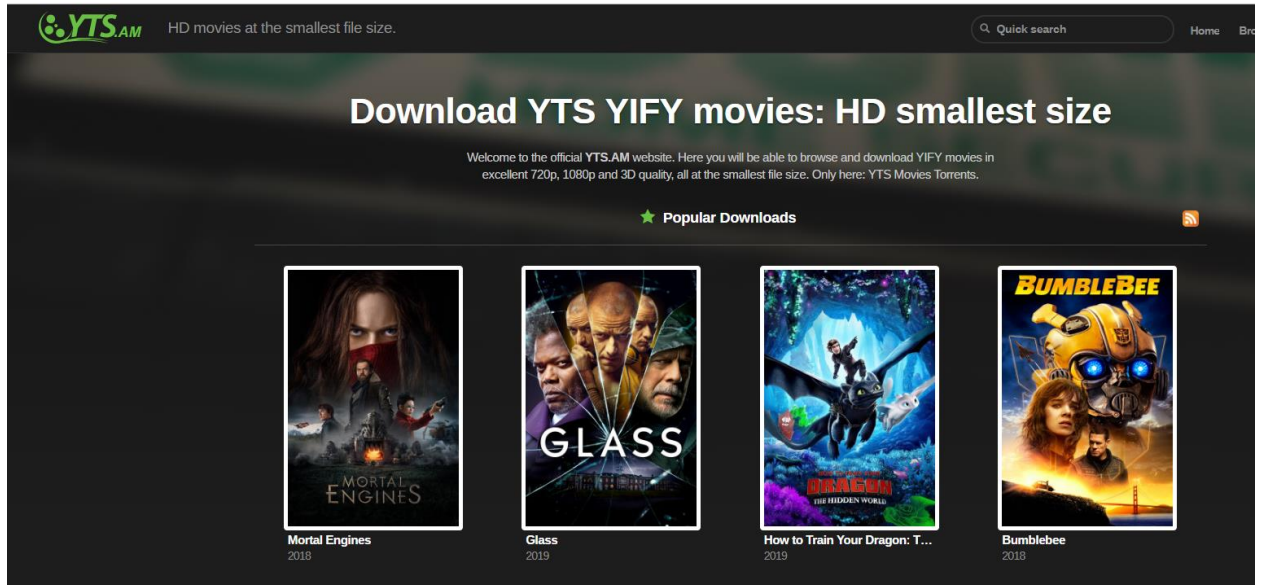 YTS.AM
HD movies at the smallest file size.
Quick search
Home
Bro
Download YTS YIFY movies: HD smallest size
Welcome to the official YTS.AM website. Here you will be able to browse and download YIFY movies in
excellent 720p, 1080p and 3D quality, all at the smallest file size. Only here: YTS Movies Torrents.
Popular Downloads
MORTAL
ENGINES
GLASS
DRAGON
THE HIDDEN WORLD
BUMBLEBEE
Mortal Engines
2018
Glass
2019
How to Train Your Dragon: T...
2019
Bumblebee
2018